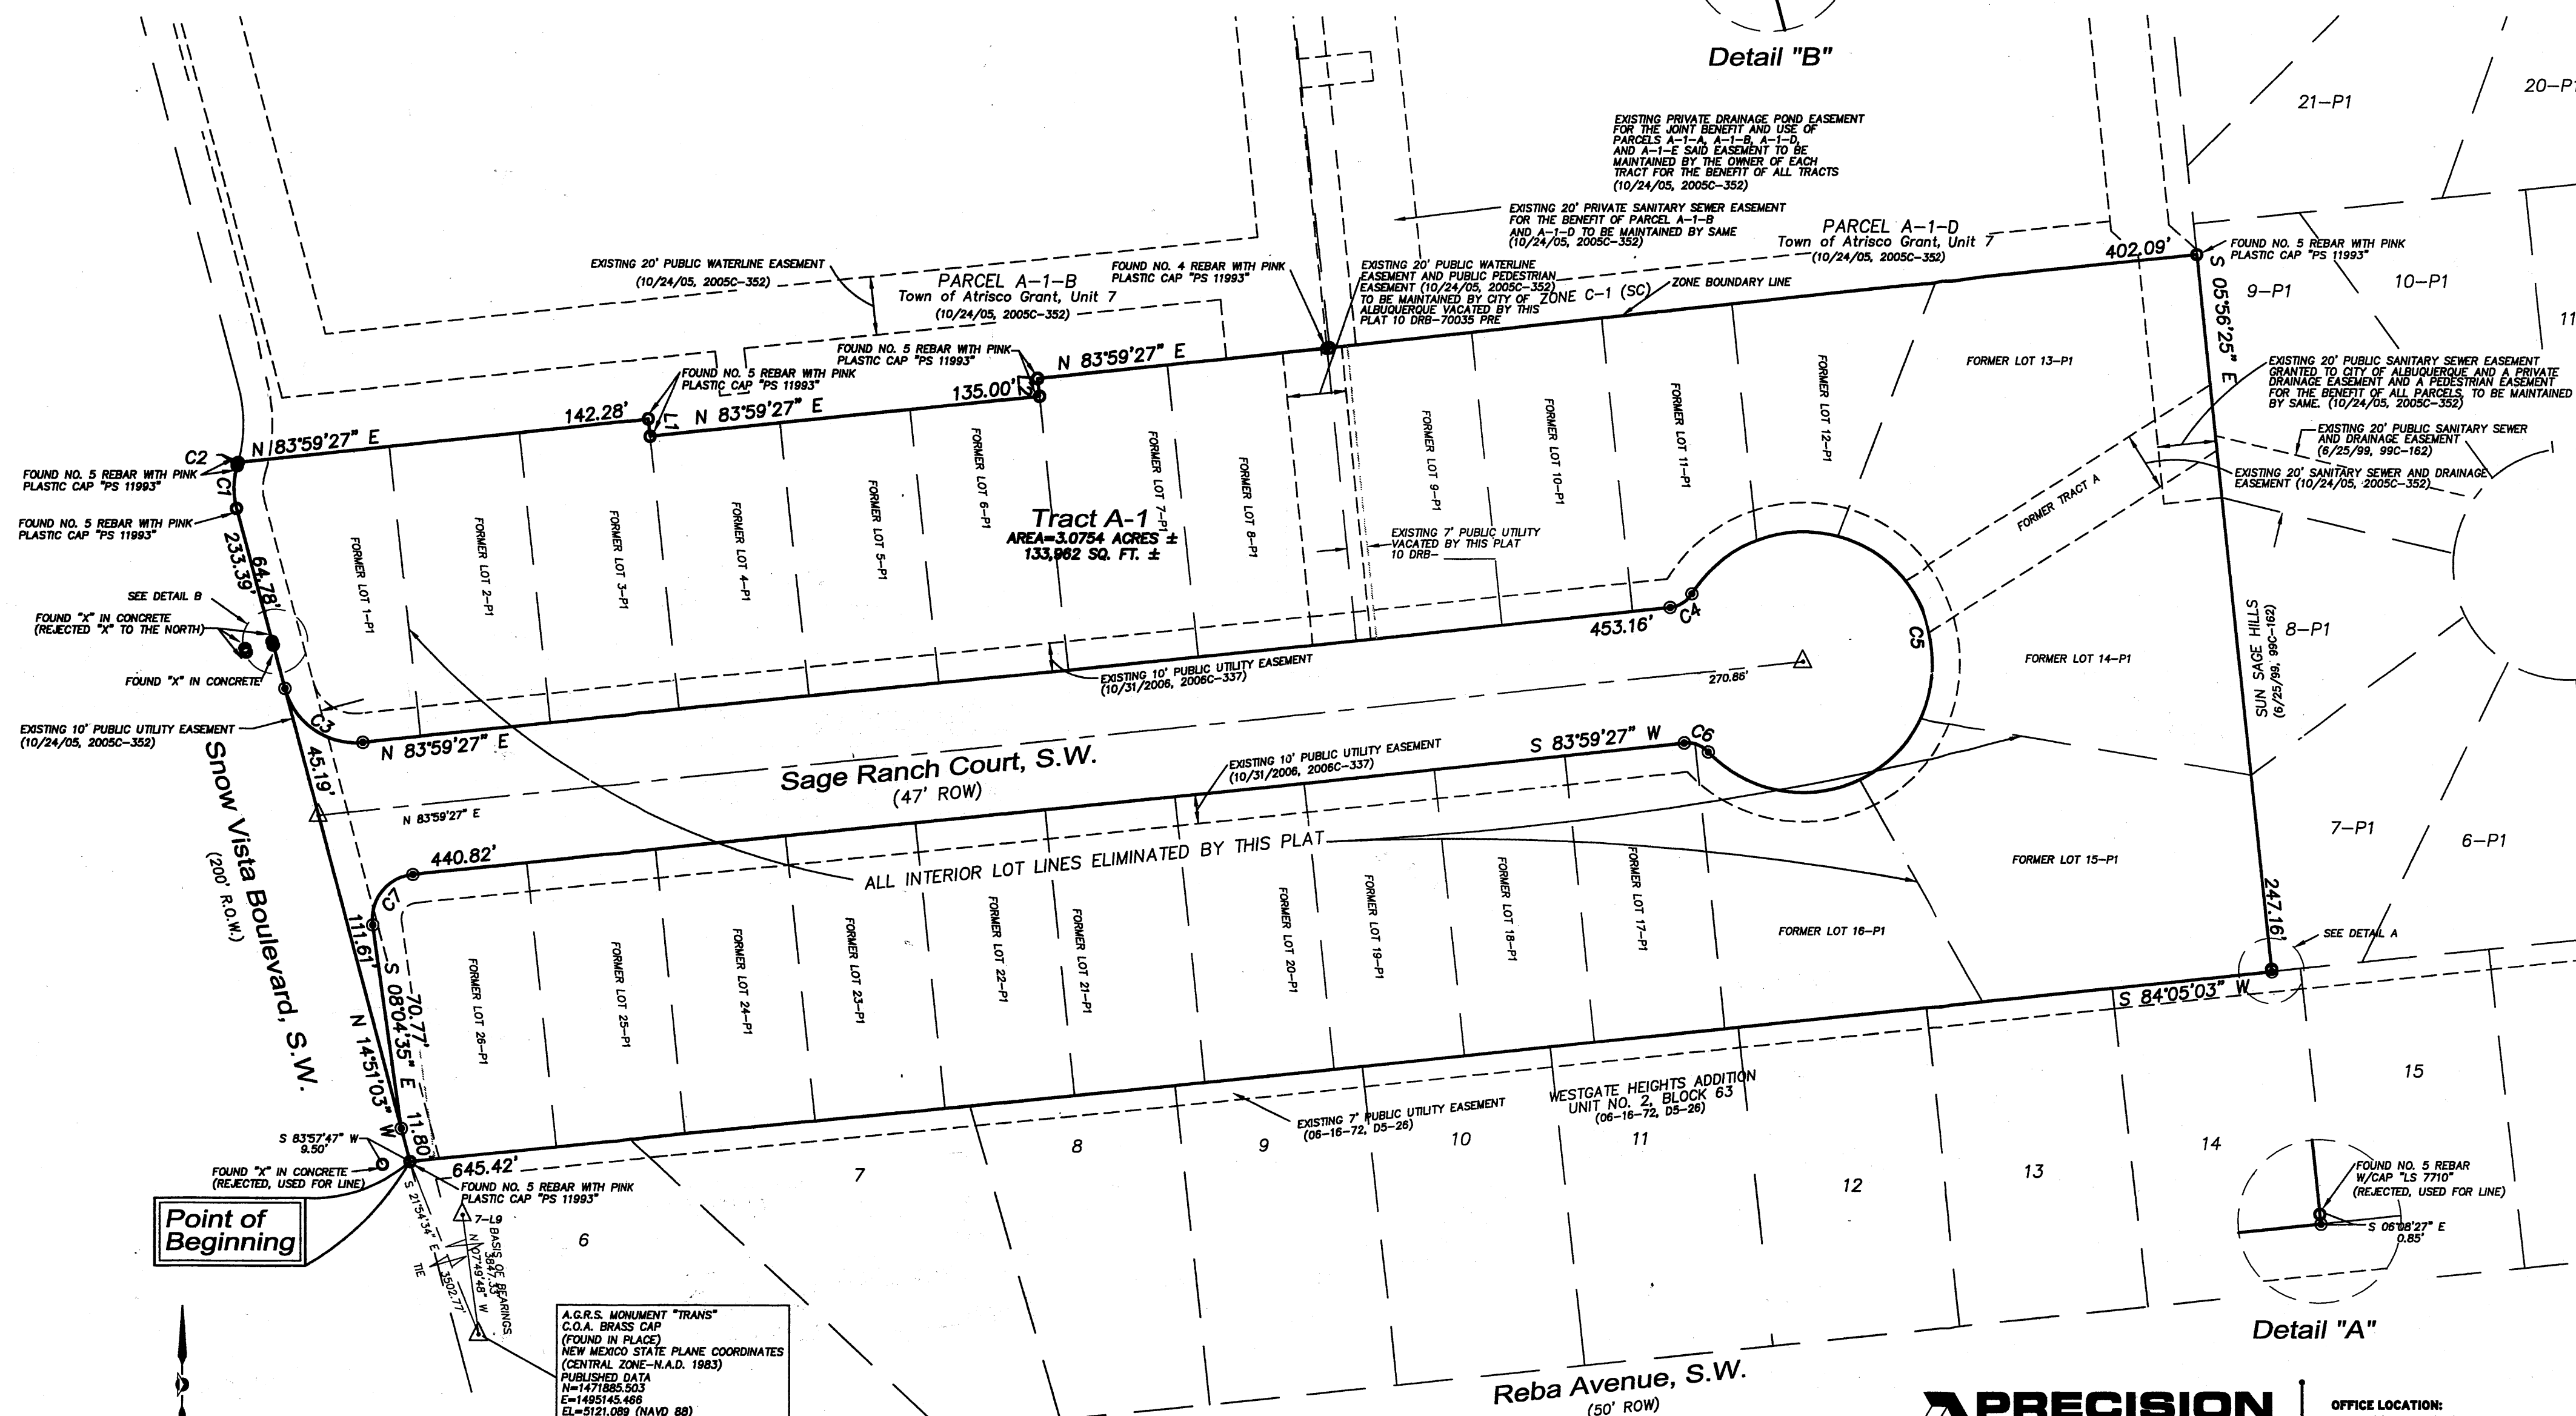 Detail "B"
21-P1
20-P1
EXISTING PRIVATE DRAINAGE POND EASEMENT
FOR THE JOINT BENEFIT AND USE OF
PARCELS A-1-A, A-1-B, A-1-D,
AND A-1-E SAID EASEMENT TO BE
MAINTAINED BY THE OWNER OF EACH
TRACT FOR THE BENEFIT OF ALL TRACTS
(10/24/05, 2005C-352)
EXISTING 20' PRIVATE SANITARY SEWER EASEMENT
FOR THE BENEFIT OF PARCEL A-1-B
AND A-1-D TO BE MAINTAINED BY SAME
(10/24/05, 2005C-352)
PARCEL A-1-D
Town of Atrisco Grant, Unit 7
(10/24/05, 2005C-352)
402.09'
FOUND NO. 5 REBAR WITH PINK
PLASTIC CAP "PS 11993"
EXISTING 20' PUBLIC WATERLINE EASEMENT
(10/24/05, 2005C-352)
PARCEL A-1-B
Town of Atrisco Grant, Unit 7
(10/24/05, 2005C-352)
FOUND NO. 4 REBAR WITH PINK
PLASTIC CAP "PS 11993"
EXISTING 20' PUBLIC WATERLINE
EASEMENT AND PUBLIC PEDESTRIAN
EASEMENT (10/24/05, 2005C-352)
TO BE MAINTAINED BY CITY OF
ALBUQUERQUE VACATED BY THIS
PLAT 10 DRB-70035 PRE
ZONE C-1 (SC)
ZONE BOUNDARY LINE
S 05°56'25" E
9-P1
10-P1
11
FOUND NO. 5 REBAR WITH PINK
PLASTIC CAP "PS 11993"
FOUND NO. 5 REBAR WITH PINK
PLASTIC CAP "PS 11993"
N 83°59'27" E
L2
135.00'
N 83°59'27" E
L1
142.28'
N 83°59'27" E
C2
C1
FOUND NO. 5 REBAR WITH PINK
PLASTIC CAP "PS 11993"
FOUND NO. 5 REBAR WITH PINK
PLASTIC CAP "PS 11993"
233.39'
64.78'
FORMER LOT 1-P1
FORMER LOT 2-P1
FORMER LOT 3-P1
FORMER LOT 4-P1
FORMER LOT 5-P1
FORMER LOT 6-P1
FORMER LOT 7-P1
FORMER LOT 8-P1
FORMER LOT 9-P1
FORMER LOT 10-P1
FORMER LOT 11-P1
FORMER LOT 12-P1
FORMER LOT 13-P1
EXISTING 20' PUBLIC SANITARY SEWER EASEMENT
GRANTED TO CITY OF ALBUQUERQUE AND A PRIVATE
DRAINAGE EASEMENT AND A PEDESTRIAN EASEMENT
FOR THE BENEFIT OF ALL PARCELS, TO BE MAINTAINED
BY SAME. (10/24/05, 2005C-352)
EXISTING 20' PUBLIC SANITARY SEWER
AND DRAINAGE EASEMENT
(6/25/99, 99C-162)
EXISTING 20' SANITARY SEWER AND DRAINAGE
EASEMENT (10/24/05, 2005C-352)
FORMER TRACT A
Tract A-1
AREA=3.0754 ACRES ±
133,962 SQ. FT. ±
EXISTING 7' PUBLIC UTILITY
VACATED BY THIS PLAT
10 DRB-
SEE DETAIL B
FOUND "X" IN CONCRETE
(REJECTED "X" TO THE NORTH)
FOUND "X" IN CONCRETE
EXISTING 10' PUBLIC UTILITY EASEMENT
(10/24/05, 2005C-352)
C3
45.19'
N 83°59'27" E
EXISTING 10' PUBLIC UTILITY EASEMENT
(10/31/2006, 2006C-337)
453.16'
C4
C5
270.86'
FORMER LOT 14-P1
SUN SAGE HILLS
(6/25/99, 99C-162)
8-P1
Snow Vista Boulevard, S.W.
(200' R.O.W.)
N 83°59'27" E
Sage Ranch Court, S.W.
(47' ROW)
EXISTING 10' PUBLIC UTILITY EASEMENT
(10/31/2006, 2006C-337)
S 83°59'27" W
C6
440.82'
ALL INTERIOR LOT LINES ELIMINATED BY THIS PLAT
C7
111.61'
70.77'
S 08°04'35" E
N 14°51'03" W
11.80'
FORMER LOT 26-P1
FORMER LOT 25-P1
FORMER LOT 24-P1
FORMER LOT 23-P1
FORMER LOT 22-P1
FORMER LOT 21-P1
FORMER LOT 20-P1
FORMER LOT 19-P1
FORMER LOT 18-P1
FORMER LOT 17-P1
FORMER LOT 16-P1
FORMER LOT 15-P1
7-P1
6-P1
247.16'
SEE DETAIL A
S 84°05'03" W
S 83°57'47" W
9.50'
FOUND "X" IN CONCRETE
(REJECTED, USED FOR LINE)
645.42'
FOUND NO. 5 REBAR WITH PINK
PLASTIC CAP "PS 11993"
Point of
Beginning
7-L9
S 21°54'34" E
3502.77'
TIE
BASIS OF BEARINGS
3847.33'
N 07°49'48" W
EXISTING 7' PUBLIC UTILITY EASEMENT
(06-16-72, D5-26)
WESTGATE HEIGHTS ADDITION
UNIT NO. 2, BLOCK 63
(06-16-72, D5-26)
6
7
8
9
10
11
12
13
14
15
FOUND NO. 5 REBAR
W/CAP "LS 7710"
(REJECTED, USED FOR LINE)
S 06°08'27" E
0.85'
Detail "A"
A.G.R.S. MONUMENT "TRANS"
C.O.A. BRASS CAP
(FOUND IN PLACE)
NEW MEXICO STATE PLANE COORDINATES
(CENTRAL ZONE-N.A.D. 1983)
PUBLISHED DATA
N=1471885.503
E=1495145.466
EL=5121.089 (NAVD 88)
Reba Avenue, S.W.
(50' ROW)
PRECISION
OFFICE LOCATION: